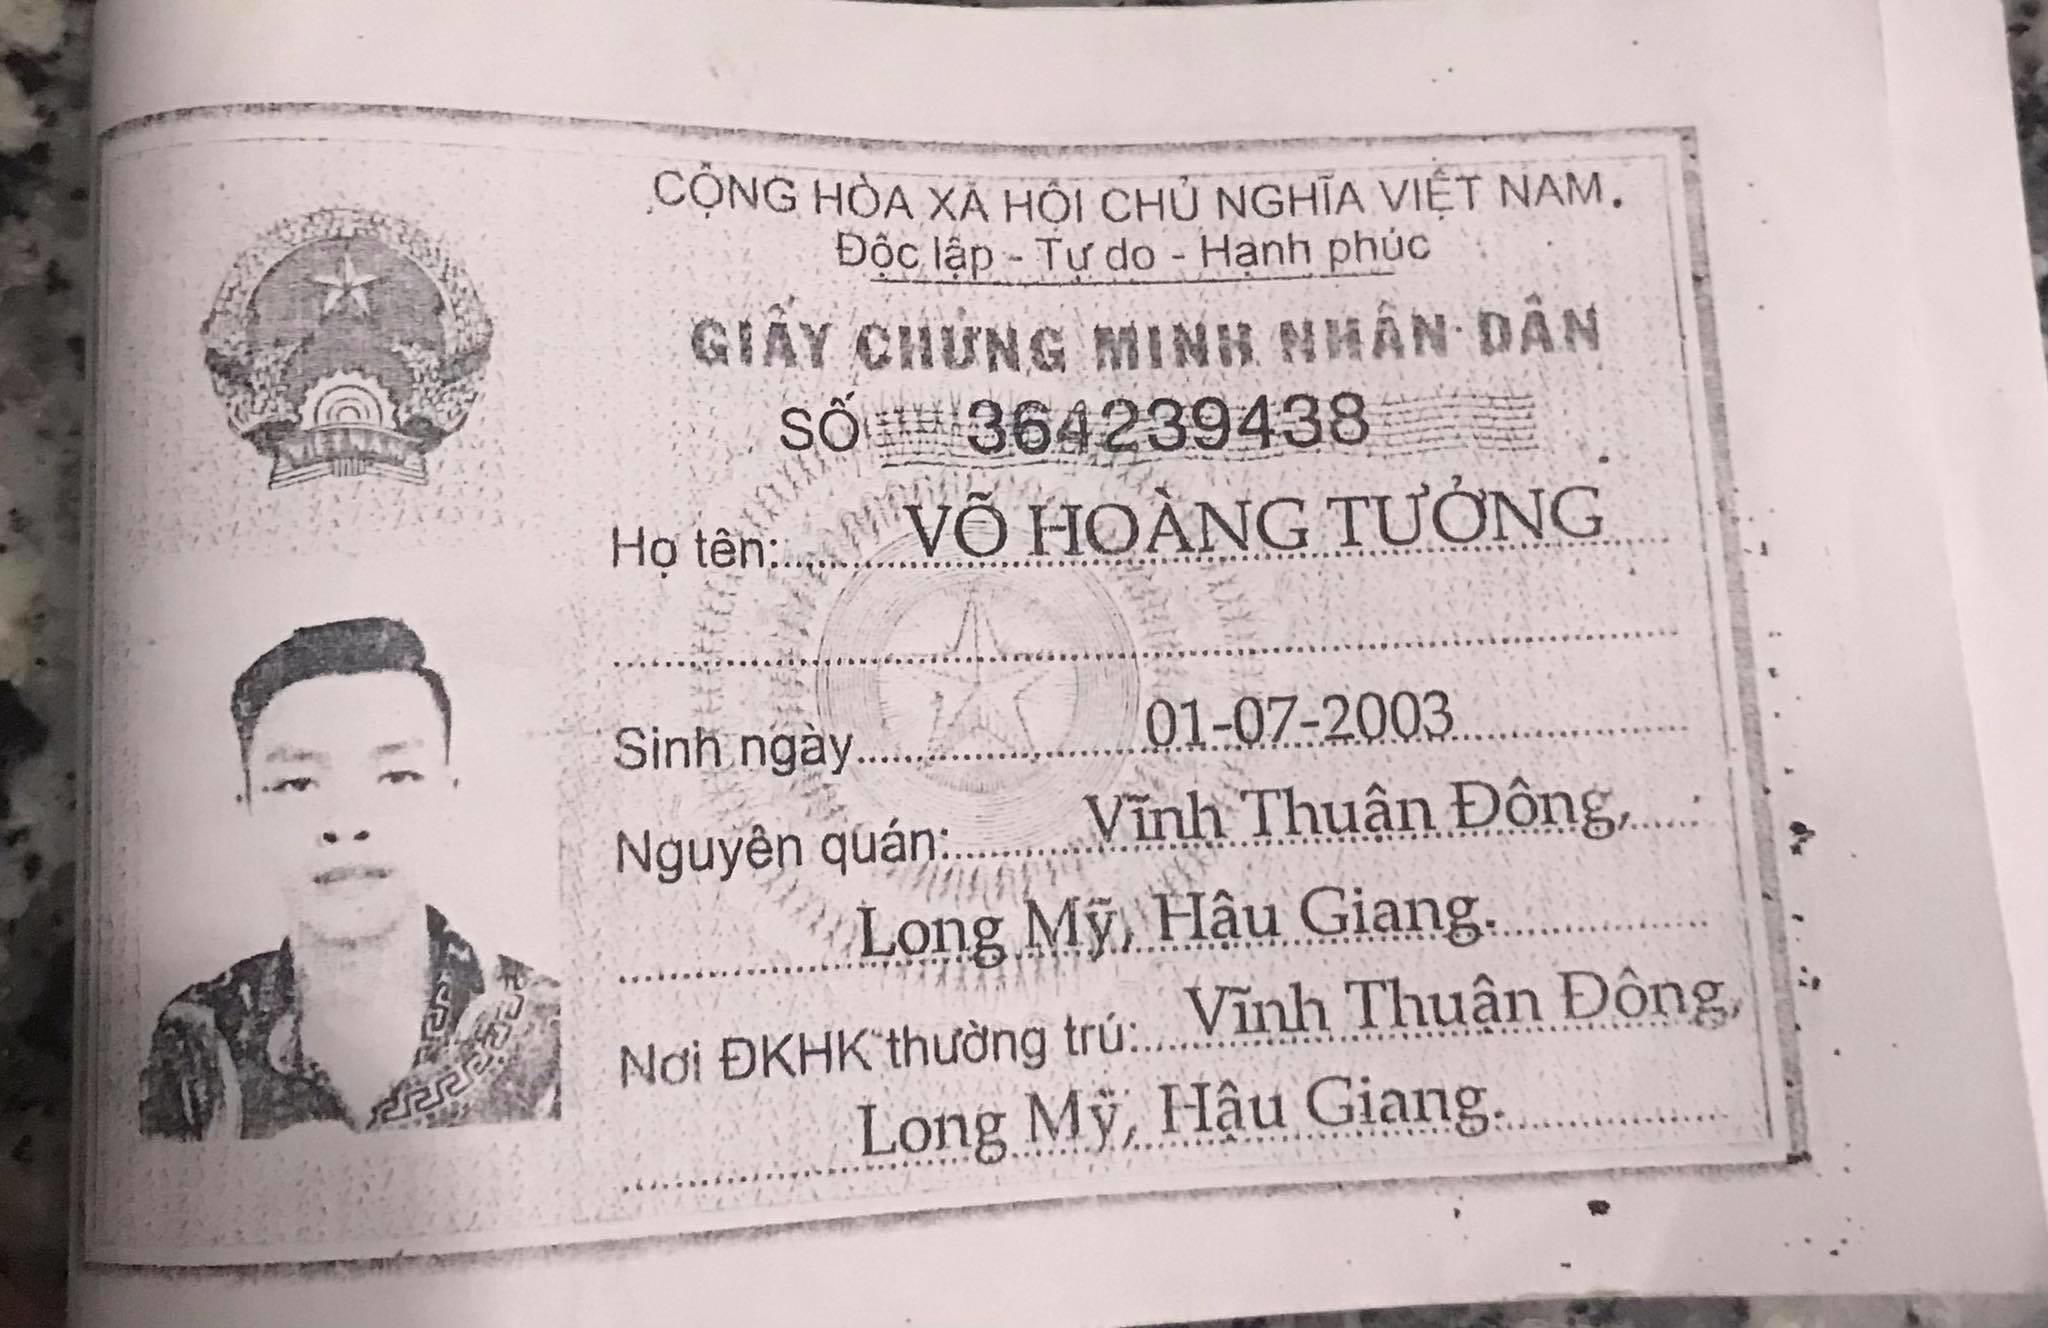 CỘNG HÒA XÃ HỘI CHỦ NGHĨA VIỆT NAM.
Độc lập - Tự do - Hạnh phúc
GIẤY CHỨNG MINH NHÂN DÂN
SỐ 364239438
Họ tên: VÕ HOÀNG TƯỞNG
Sinh ngày 01-07-2003
Nguyên quán: Vĩnh Thuận Đông,
Long Mỹ, Hậu Giang.
Nơi ĐKHK thường trú: Vĩnh Thuận Đông,
Long Mỹ, Hậu Giang.
VIỆT NAM